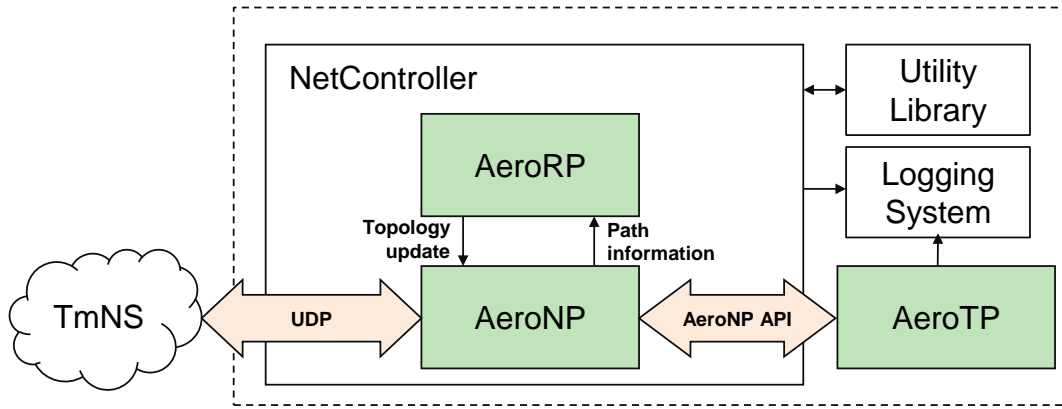 NetController
Utility
Library
AeroRP
Logging
System
Topology
update
Path
information
TmNS
UDP
AeroNP
AeroNP API
AeroTP